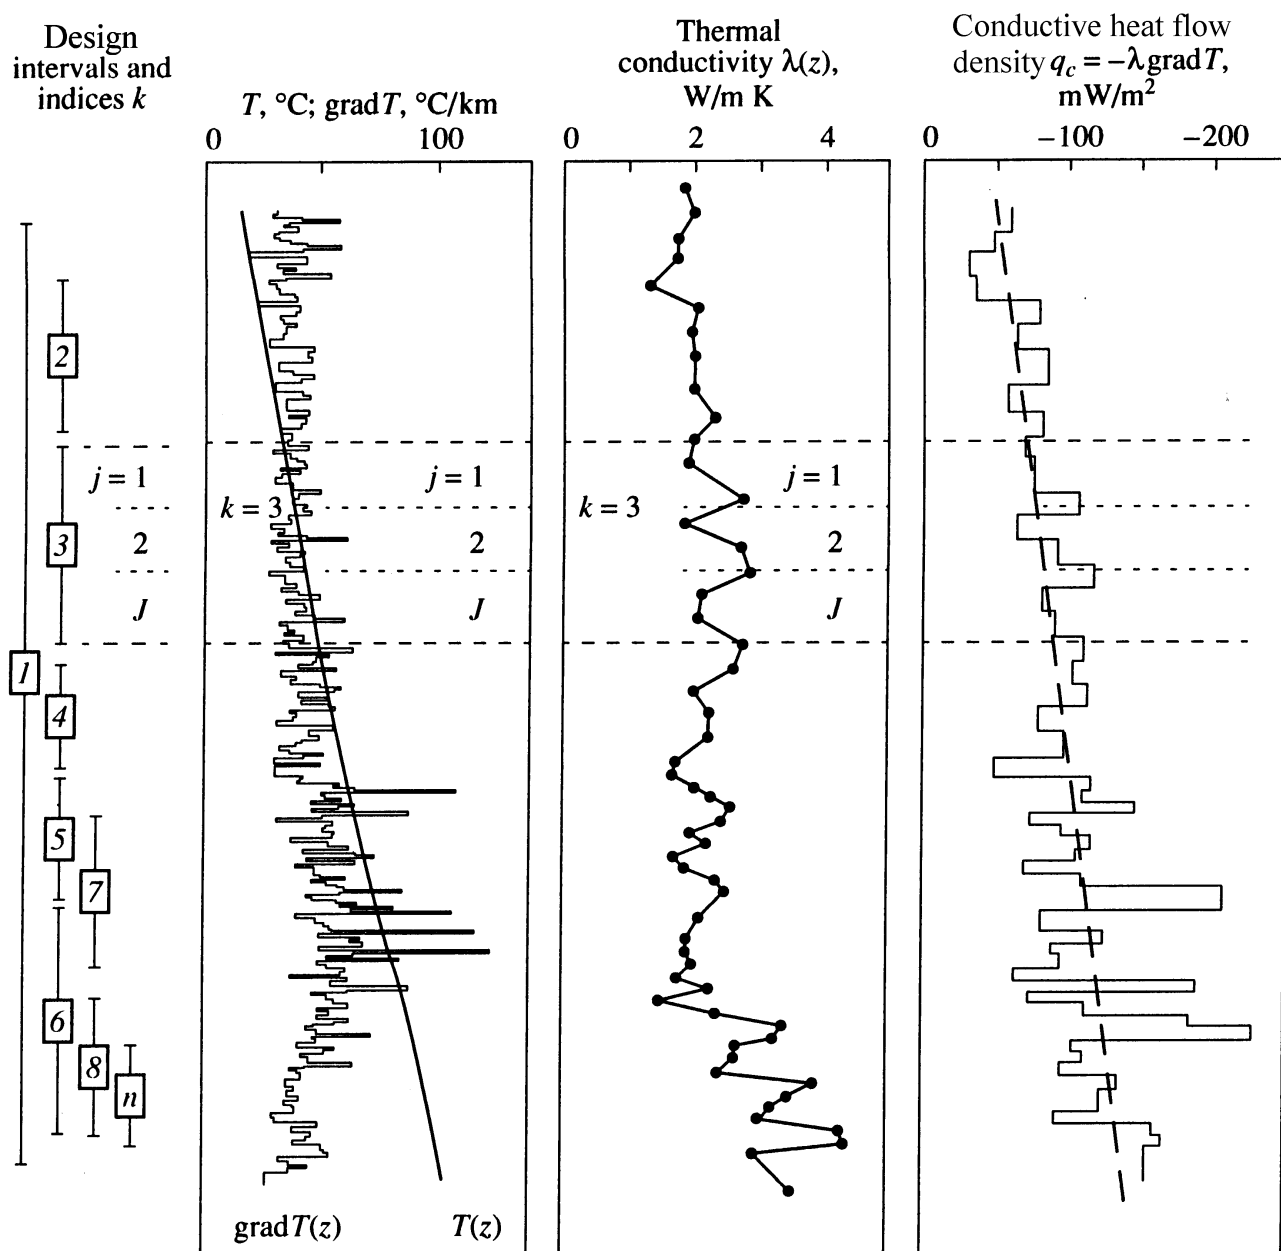 Design
intervals and
indices k
T, °C; grad T, °C/km
0 100
Thermal
conductivity λ(z),
W/m K
0 2 4
Conductive heat flow
density q_c = −λ grad T,
mW/m²
0 −100 −200
2
j = 1 j = 1 j = 1
k = 3 k = 3
3 2 2 2
J J J
1
4
5
7
6
8
n
grad T(z) T(z)